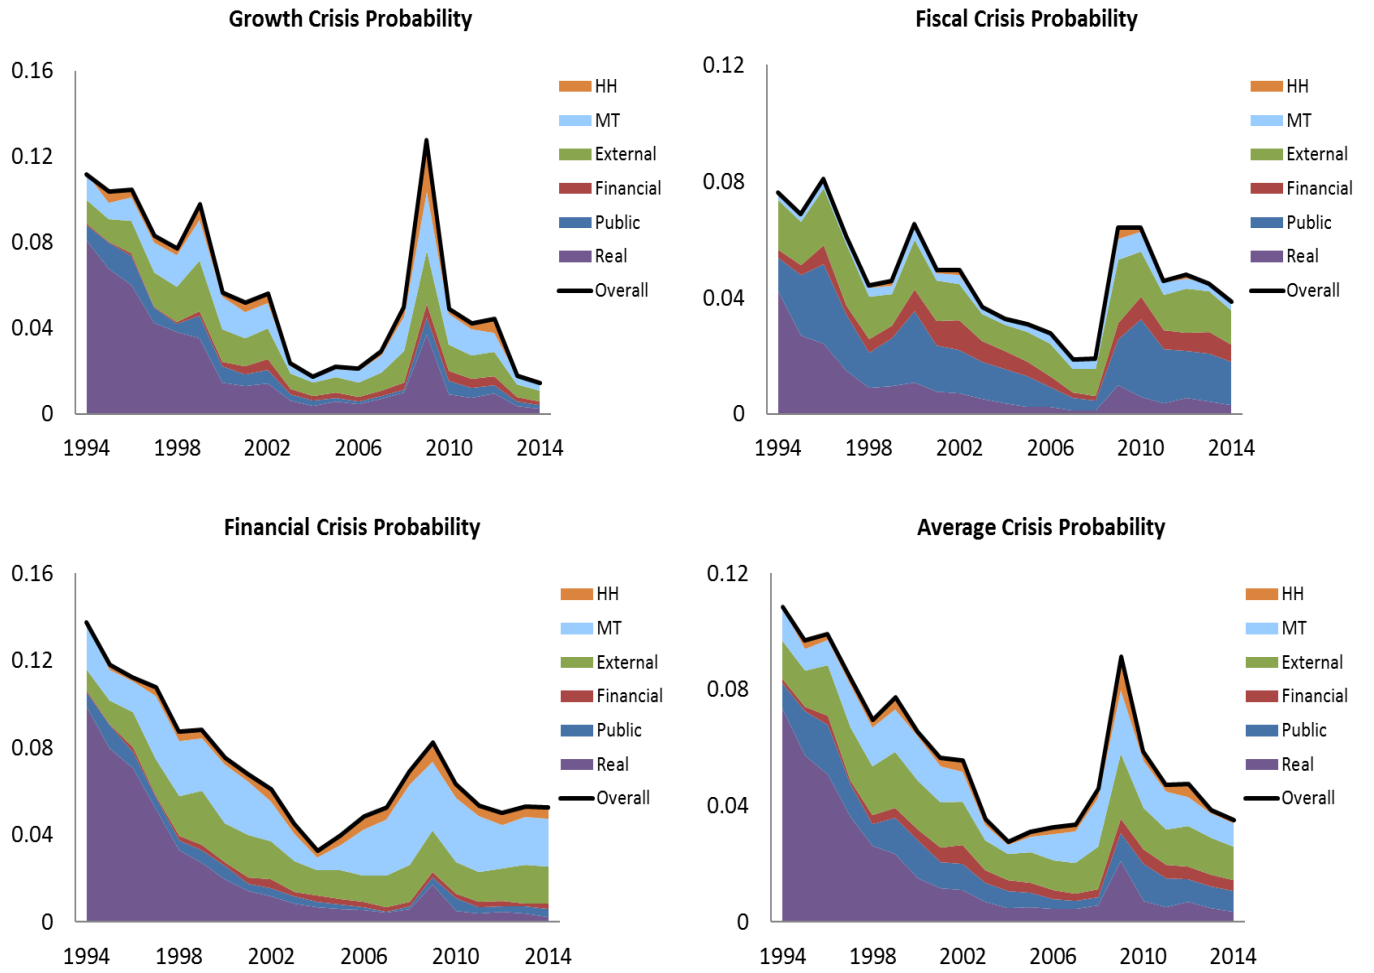 Growth Crisis Probability
0.16
0.12
0.08
0.04
0
1994 1998 2002 2006 2010 2014
HH
MT
External
Financial
Public
Real
Overall
Fiscal Crisis Probability
0.12
0.08
0.04
0
1994 1998 2002 2006 2010 2014
HH
MT
External
Financial
Public
Real
Overall
Financial Crisis Probability
0.16
0.12
0.08
0.04
0
1994 1998 2002 2006 2010 2014
HH
MT
External
Financial
Public
Real
Overall
Average Crisis Probability
0.12
0.08
0.04
0
1994 1998 2002 2006 2010 2014
HH
MT
External
Financial
Public
Real
Overall